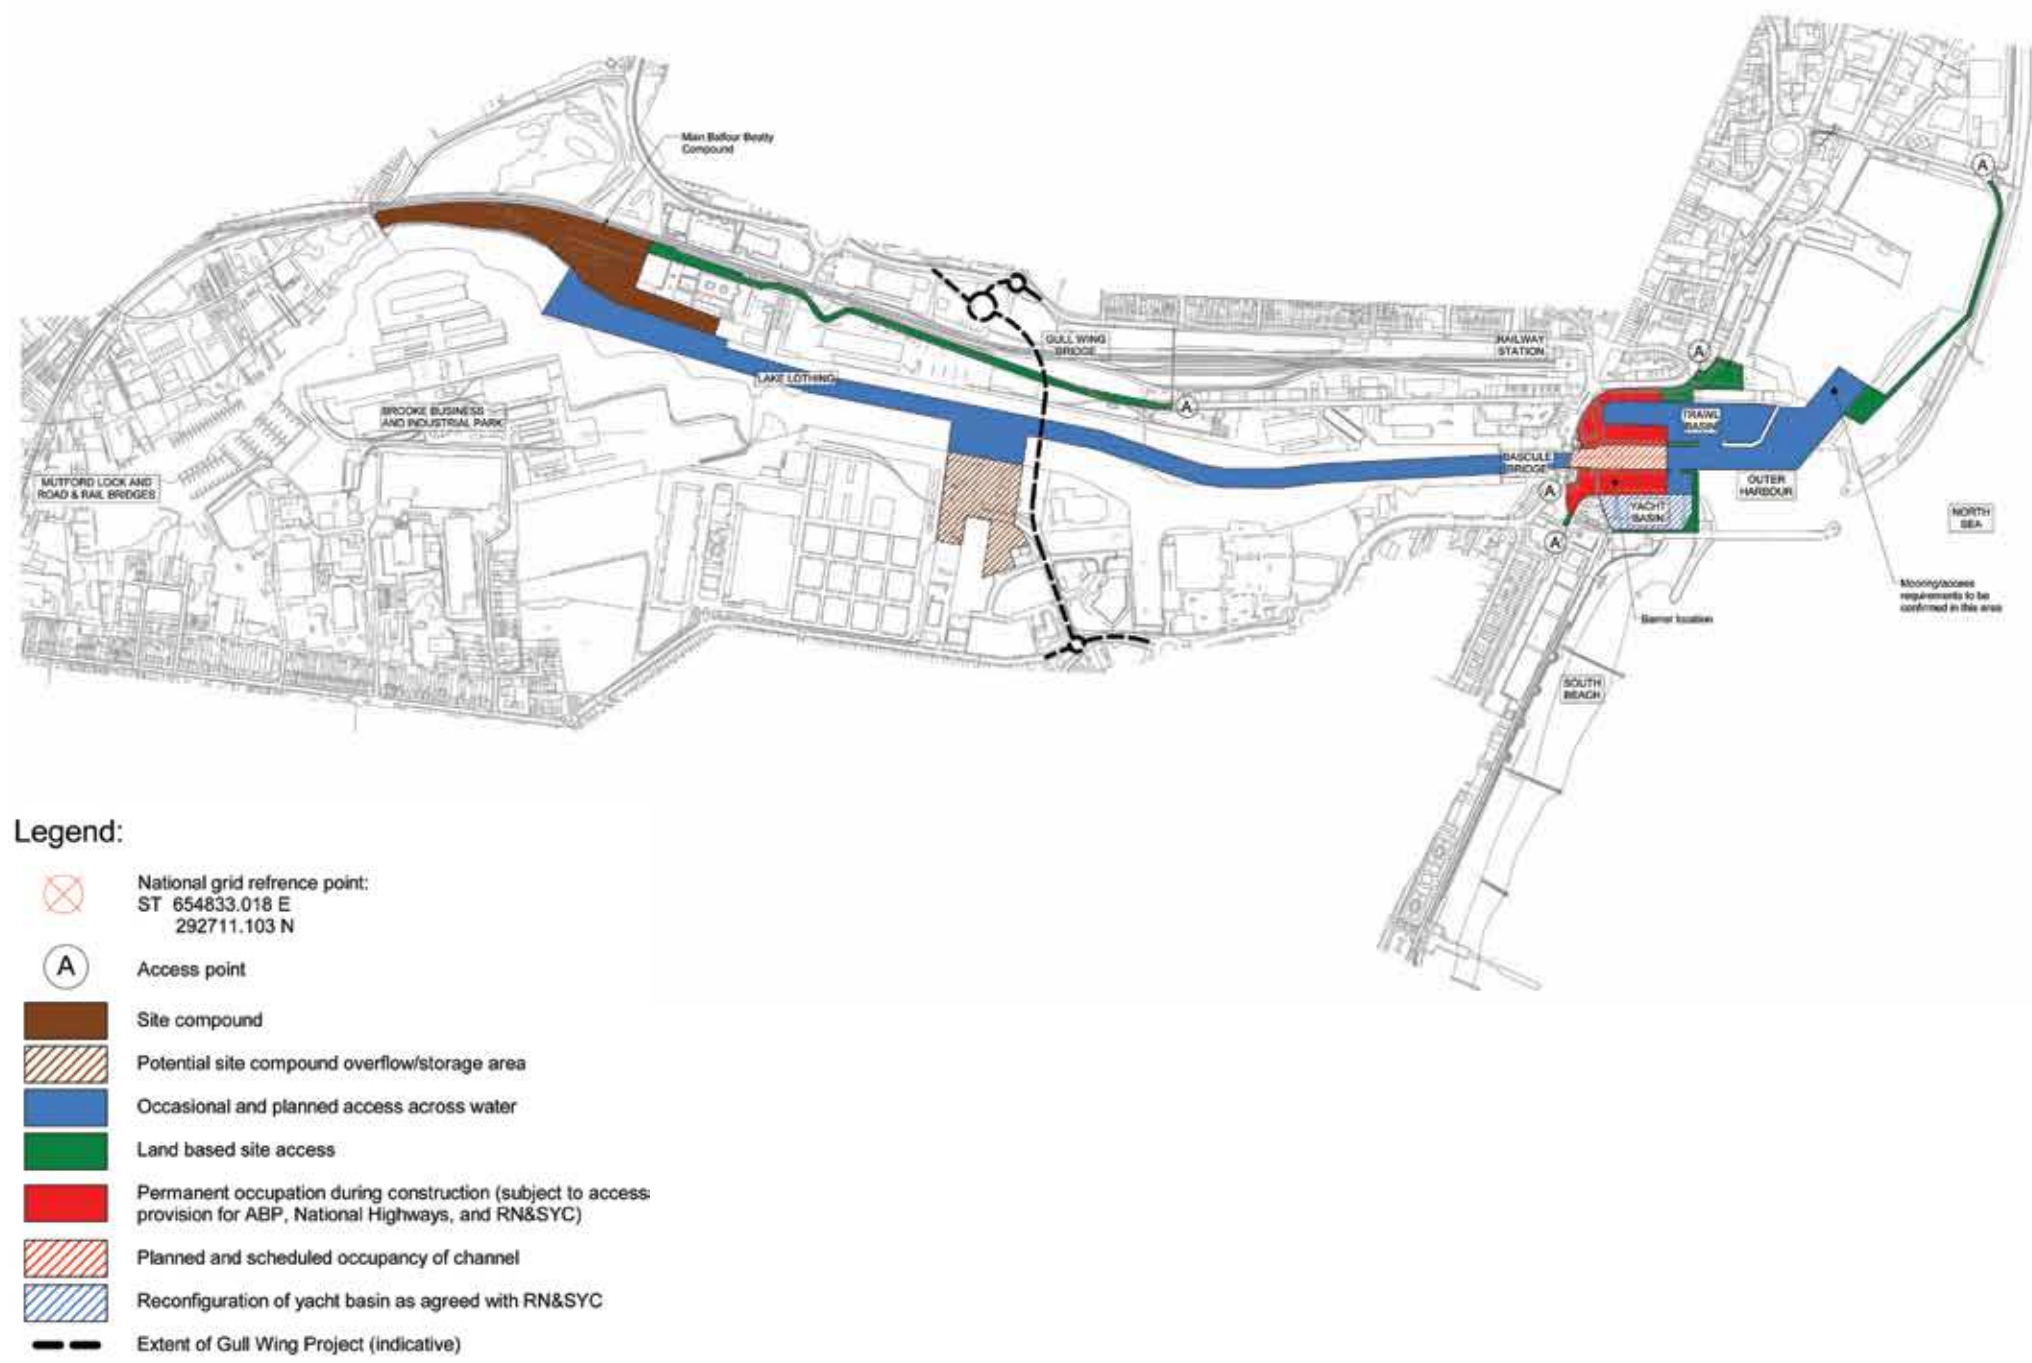 Main Balfour Beatty
Compound
A
GULL WING
BRIDGE
RAILWAY
STATION
A
LAKE LOTHING
A
BROOKE BUSINESS
AND INDUSTRIAL PARK
TRAWL
BASIN
BASCULE
BRIDGE
MUTFORD LOCK AND
ROAD & RAIL BRIDGES
OUTER
HARBOUR
A
YACHT
BASIN
NORTH
SEA
A
Mooring/access
requirements to be
confirmed in this area
Barrier location
SOUTH
BEACH
Legend:
National grid refrence point:
ST 654833.018 E
292711.103 N
A
Access point
Site compound
Potential site compound overflow/storage area
Occasional and planned access across water
Land based site access
Permanent occupation during construction (subject to access
provision for ABP, National Highways, and RN&SYC)
Planned and scheduled occupancy of channel
Reconfiguration of yacht basin as agreed with RN&SYC
Extent of Gull Wing Project (indicative)